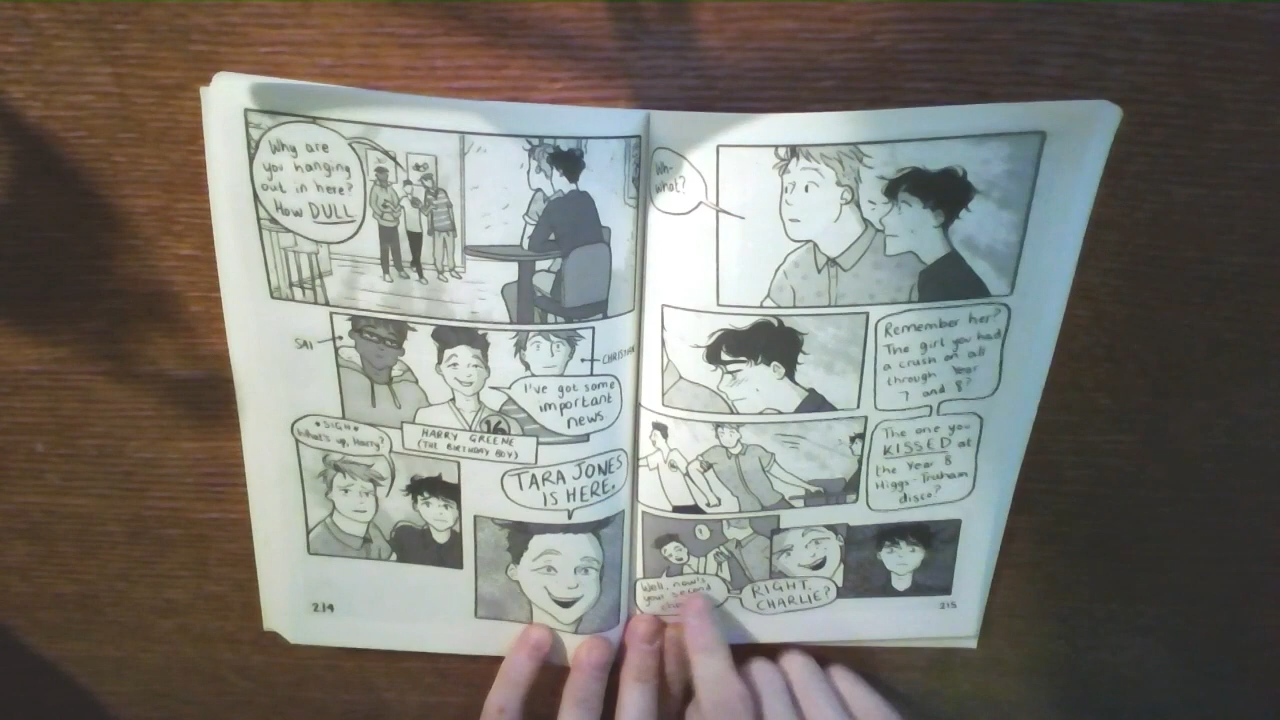 Why are
you hanging
out in here?
How DULL
SAI
CHRISTIAN
I've got some
important
news.
16
HARRY GREENE
(THE BIRTHDAY BOY)
*SIGH*
What's up, Harry?
TARA JONES
IS HERE.
214
Wh-
what?
Remember her?
The girl you had
a crush on all
through Year
7 and 8?
The one you
KISSED at
the Year 8
Higgs-Truham
disco?
Well, now's
your second
RIGHT,
CHARLIE?
215